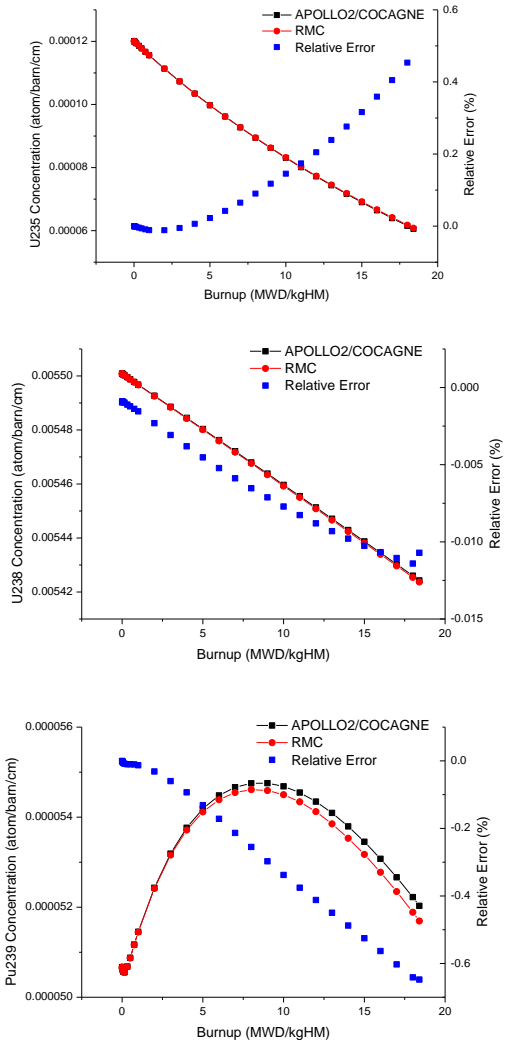 APOLLO2/COCAGNE
RMC
Relative Error
U235 Concentration (atom/barn/cm)
0.00012
0.00010
0.00008
0.00006
0.6
0.4
0.2
0.0
Relative Error (%)
0
5
10
15
20
Burnup (MWD/kgHM)
APOLLO2/COCAGNE
RMC
Relative Error
U238 Concentration (atom/barn/cm)
0.00550
0.00548
0.00546
0.00544
0.00542
0.000
-0.005
-0.010
-0.015
Relative Error (%)
0
5
10
15
20
Burnup (MWD/kgHM)
APOLLO2/COCAGNE
RMC
Relative Error
Pu239 Concentration (atom/barn/cm)
0.000056
0.000054
0.000052
0.000050
0.0
-0.2
-0.4
-0.6
Relative Error (%)
0
5
10
15
20
Burnup (MWD/kgHM)